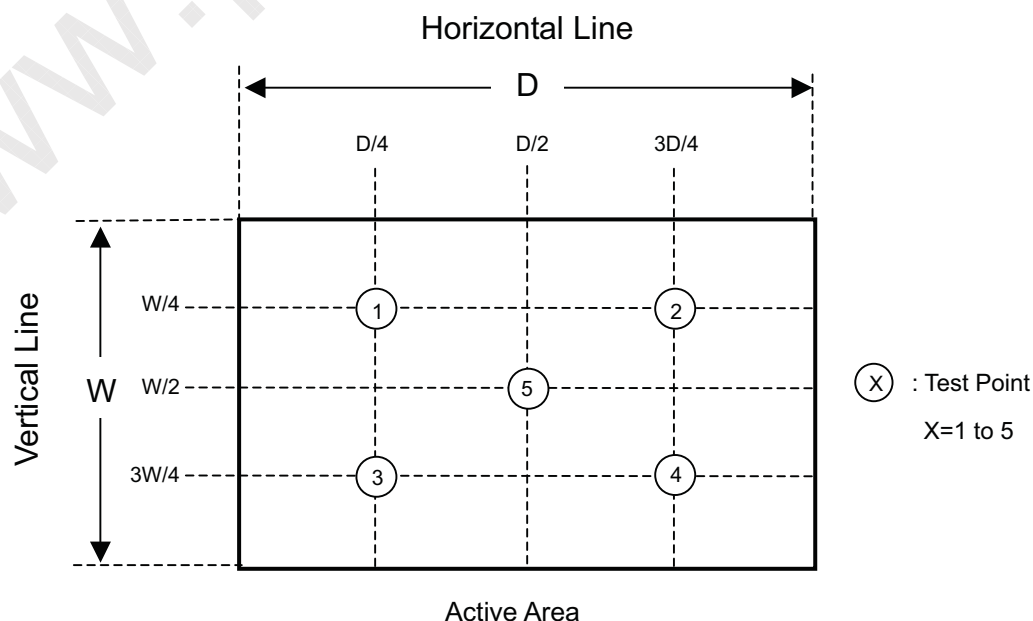 Horizontal Line
D
D/4 D/2 3D/4
Vertical Line
W
W/4
W/2
3W/4
1 2
5
3 4
X : Test Point
X=1 to 5
Active Area